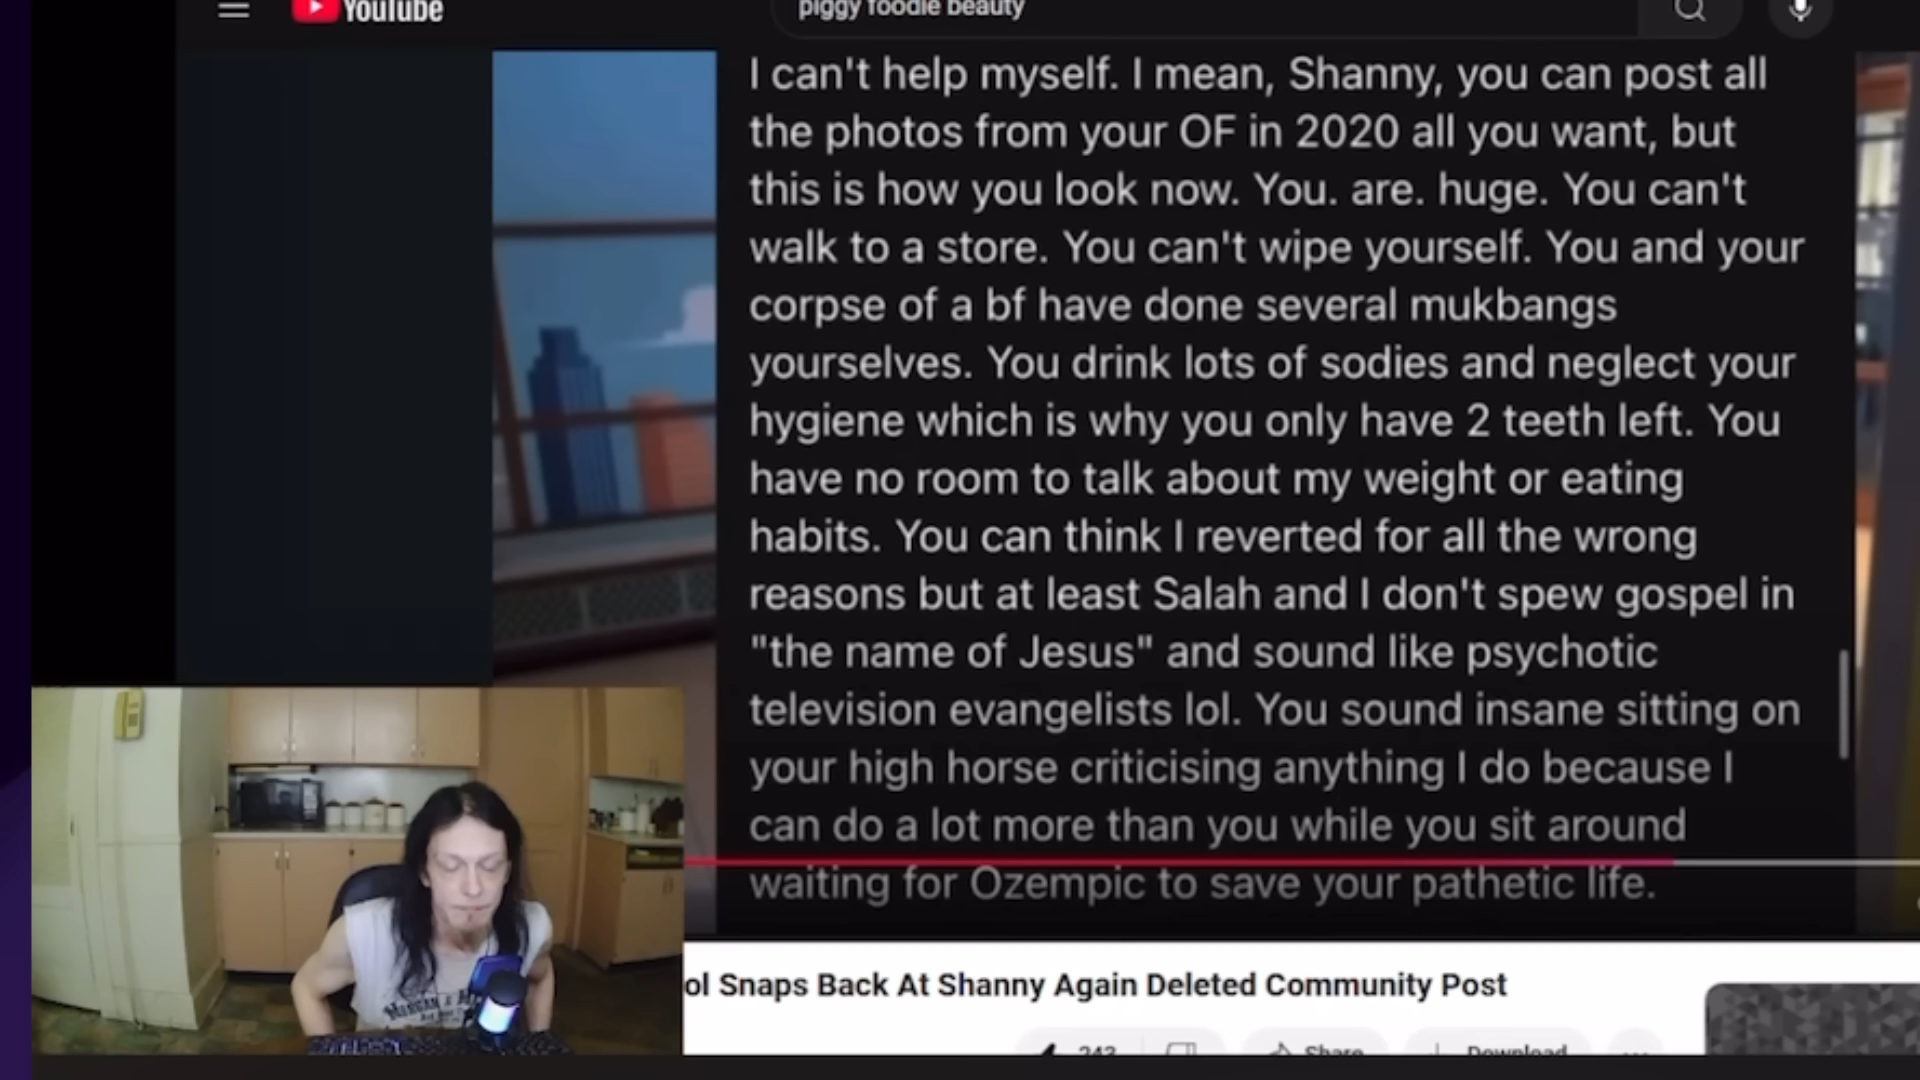 YouTube
piggy foodie beauty
I can't help myself. I mean, Shanny, you can post all
the photos from your OF in 2020 all you want, but
this is how you look now. You. are. huge. You can't
walk to a store. You can't wipe yourself. You and your
corpse of a bf have done several mukbangs
yourselves. You drink lots of sodies and neglect your
hygiene which is why you only have 2 teeth left. You
have no room to talk about my weight or eating
habits. You can think I reverted for all the wrong
reasons but at least Salah and I don't spew gospel in
"the name of Jesus" and sound like psychotic
television evangelists lol. You sound insane sitting on
your high horse criticising anything I do because I
can do a lot more than you while you sit around
waiting for Ozempic to save your pathetic life.
ol Snaps Back At Shanny Again Deleted Community Post
243 Share Download
MORGAN &